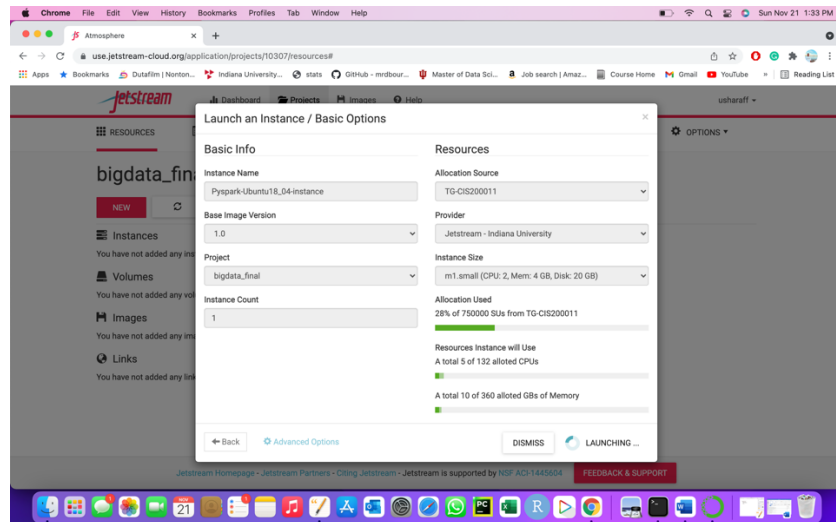 Chrome File Edit View History Bookmarks Profiles Tab Window Help Sun Nov 21 1:33 PM
Atmosphere
use.jetstream-cloud.org/application/projects/10307/resources#
Apps Bookmarks Dutafilm | Nonton... Indiana University... stats GitHub - mrdbour... Master of Data Sci... Job search | Amaz... Course Home Gmail YouTube » Reading List
Jetstream Dashboard Projects Images Help usharaff
RESOURCES OPTIONS
bigdata_fin
NEW
Instances
You have not added any ins
Volumes
You have not added any vol
Images
You have not added any im
Links
You have not added any link
Launch an Instance / Basic Options ×
Basic Info
Instance Name
Pyspark-Ubuntu18_04-instance
Base Image Version
1.0
Project
bigdata_final
Instance Count
1
Resources
Allocation Source
TG-CIS200011
Provider
Jetstream - Indiana University
Instance Size
m1.small (CPU: 2, Mem: 4 GB, Disk: 20 GB)
Allocation Used
28% of 750000 SUs from TG-CIS200011
Resources Instance will Use
A total 5 of 132 alloted CPUs
A total 10 of 360 alloted GBs of Memory
Back Advanced Options DISMISS LAUNCHING ...
Jetstream Homepage - Jetstream Partners - Citing Jetstream - Jetstream is supported by NSF ACI-1445604 FEEDBACK & SUPPORT
NOV
21